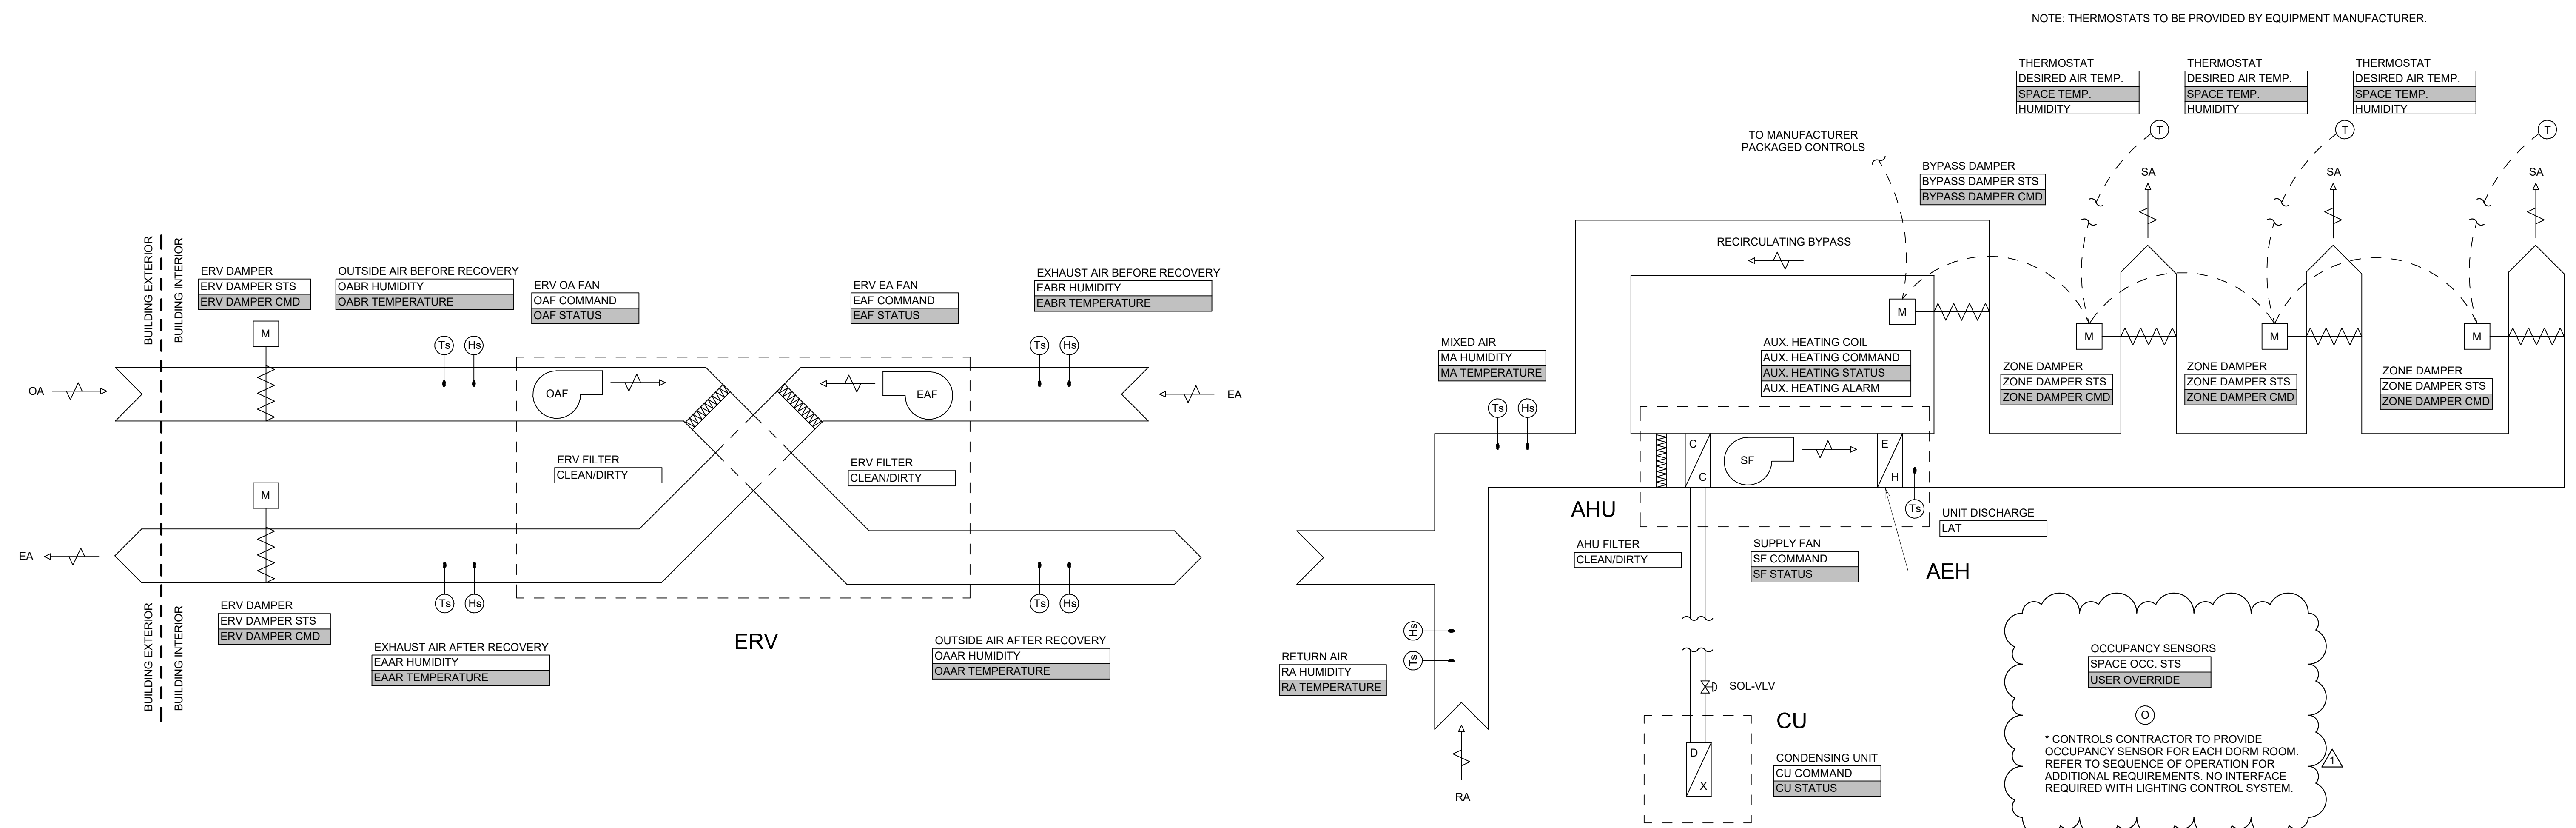 NOTE: THERMOSTATS TO BE PROVIDED BY EQUIPMENT MANUFACTURER.
THERMOSTAT
DESIRED AIR TEMP.
SPACE TEMP.
HUMIDITY
THERMOSTAT
DESIRED AIR TEMP.
SPACE TEMP.
HUMIDITY
THERMOSTAT
DESIRED AIR TEMP.
SPACE TEMP.
HUMIDITY
T
T
T
TO MANUFACTURER
PACKAGED CONTROLS
BYPASS DAMPER
BYPASS DAMPER STS
BYPASS DAMPER CMD
SA
SA
SA
RECIRCULATING BYPASS
BUILDING EXTERIOR
BUILDING INTERIOR
ERV DAMPER
ERV DAMPER STS
ERV DAMPER CMD
M
OUTSIDE AIR BEFORE RECOVERY
OABR HUMIDITY
OABR TEMPERATURE
Ts
Hs
ERV OA FAN
OAF COMMAND
OAF STATUS
ERV EA FAN
EAF COMMAND
EAF STATUS
EXHAUST AIR BEFORE RECOVERY
EABR HUMIDITY
EABR TEMPERATURE
Ts
Hs
OA
OAF
EAF
EA
ERV FILTER
CLEAN/DIRTY
ERV FILTER
CLEAN/DIRTY
M
EA
BUILDING EXTERIOR
BUILDING INTERIOR
ERV DAMPER
ERV DAMPER STS
ERV DAMPER CMD
Ts
Hs
EXHAUST AIR AFTER RECOVERY
EAAR HUMIDITY
EAAR TEMPERATURE
ERV
Ts
Hs
OUTSIDE AIR AFTER RECOVERY
OAAR HUMIDITY
OAAR TEMPERATURE
M
M
M
M
MIXED AIR
MA HUMIDITY
MA TEMPERATURE
Ts
Hs
AUX. HEATING COIL
AUX. HEATING COMMAND
AUX. HEATING STATUS
AUX. HEATING ALARM
ZONE DAMPER
ZONE DAMPER STS
ZONE DAMPER CMD
ZONE DAMPER
ZONE DAMPER STS
ZONE DAMPER CMD
ZONE DAMPER
ZONE DAMPER STS
ZONE DAMPER CMD
C
C
SF
E
H
Ts
AHU
UNIT DISCHARGE
LAT
AHU FILTER
CLEAN/DIRTY
SUPPLY FAN
SF COMMAND
SF STATUS
AEH
Hs
Ts
RETURN AIR
RA HUMIDITY
RA TEMPERATURE
RA
SOL-VLV
CU
D
X
CONDENSING UNIT
CU COMMAND
CU STATUS
OCCUPANCY SENSORS
SPACE OCC. STS
USER OVERRIDE
O
* CONTROLS CONTRACTOR TO PROVIDE
OCCUPANCY SENSOR FOR EACH DORM ROOM.
REFER TO SEQUENCE OF OPERATION FOR
ADDITIONAL REQUIREMENTS. NO INTERFACE
REQUIRED WITH LIGHTING CONTROL SYSTEM.
1